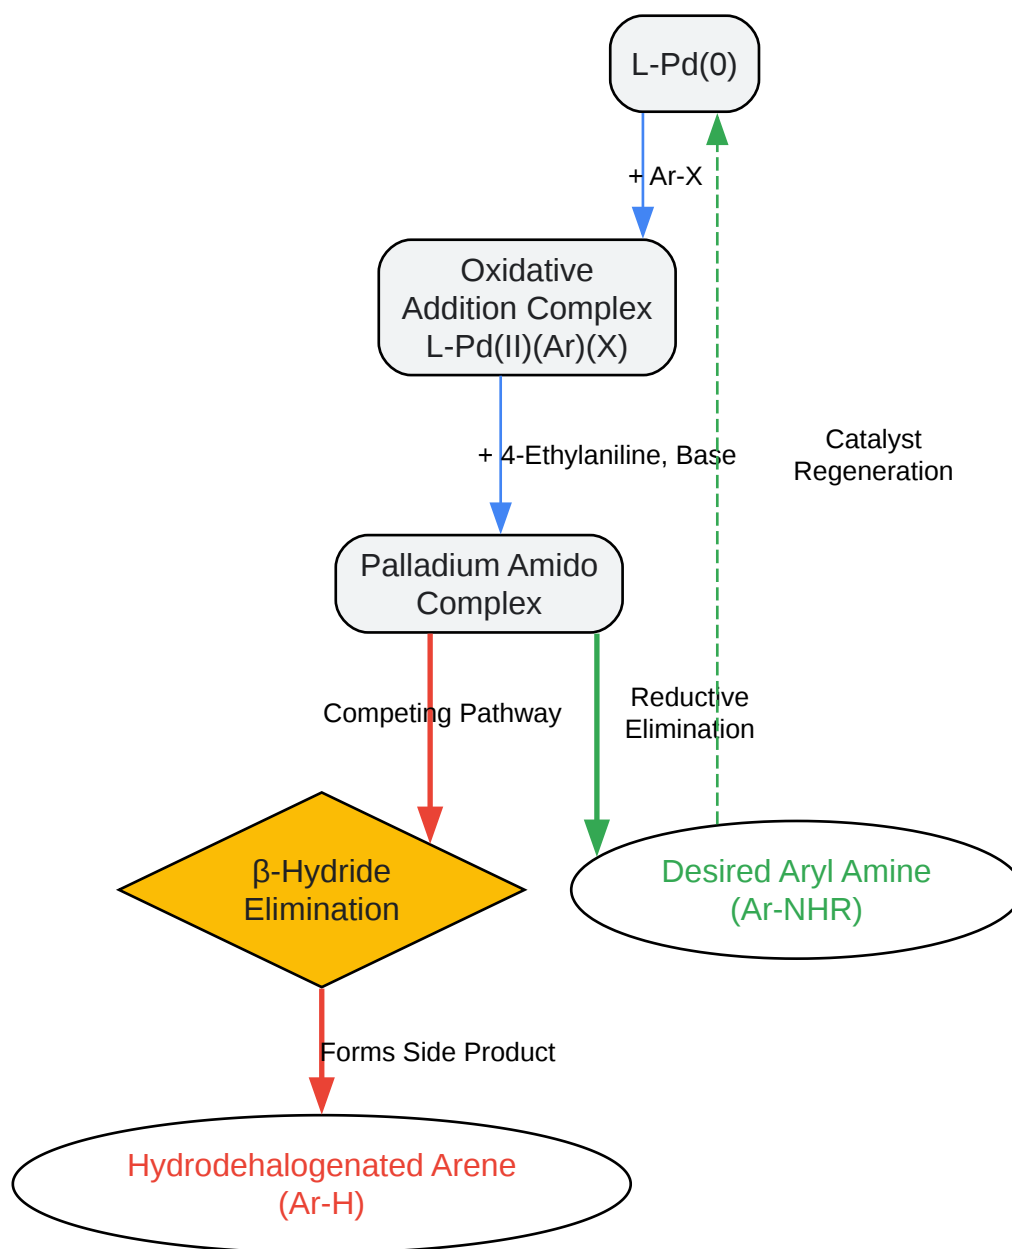 L-Pd(0)
+ Ar-X
Oxidative
Addition Complex
L-Pd(II)(Ar)(X)
+ 4-Ethylaniline, Base
Catalyst
Regeneration
Palladium Amido
Complex
Competing Pathway
Reductive
Elimination
β-Hydride
Elimination
Desired Aryl Amine
(Ar-NHR)
Forms Side Product
Hydrodehalogenated Arene
(Ar-H)